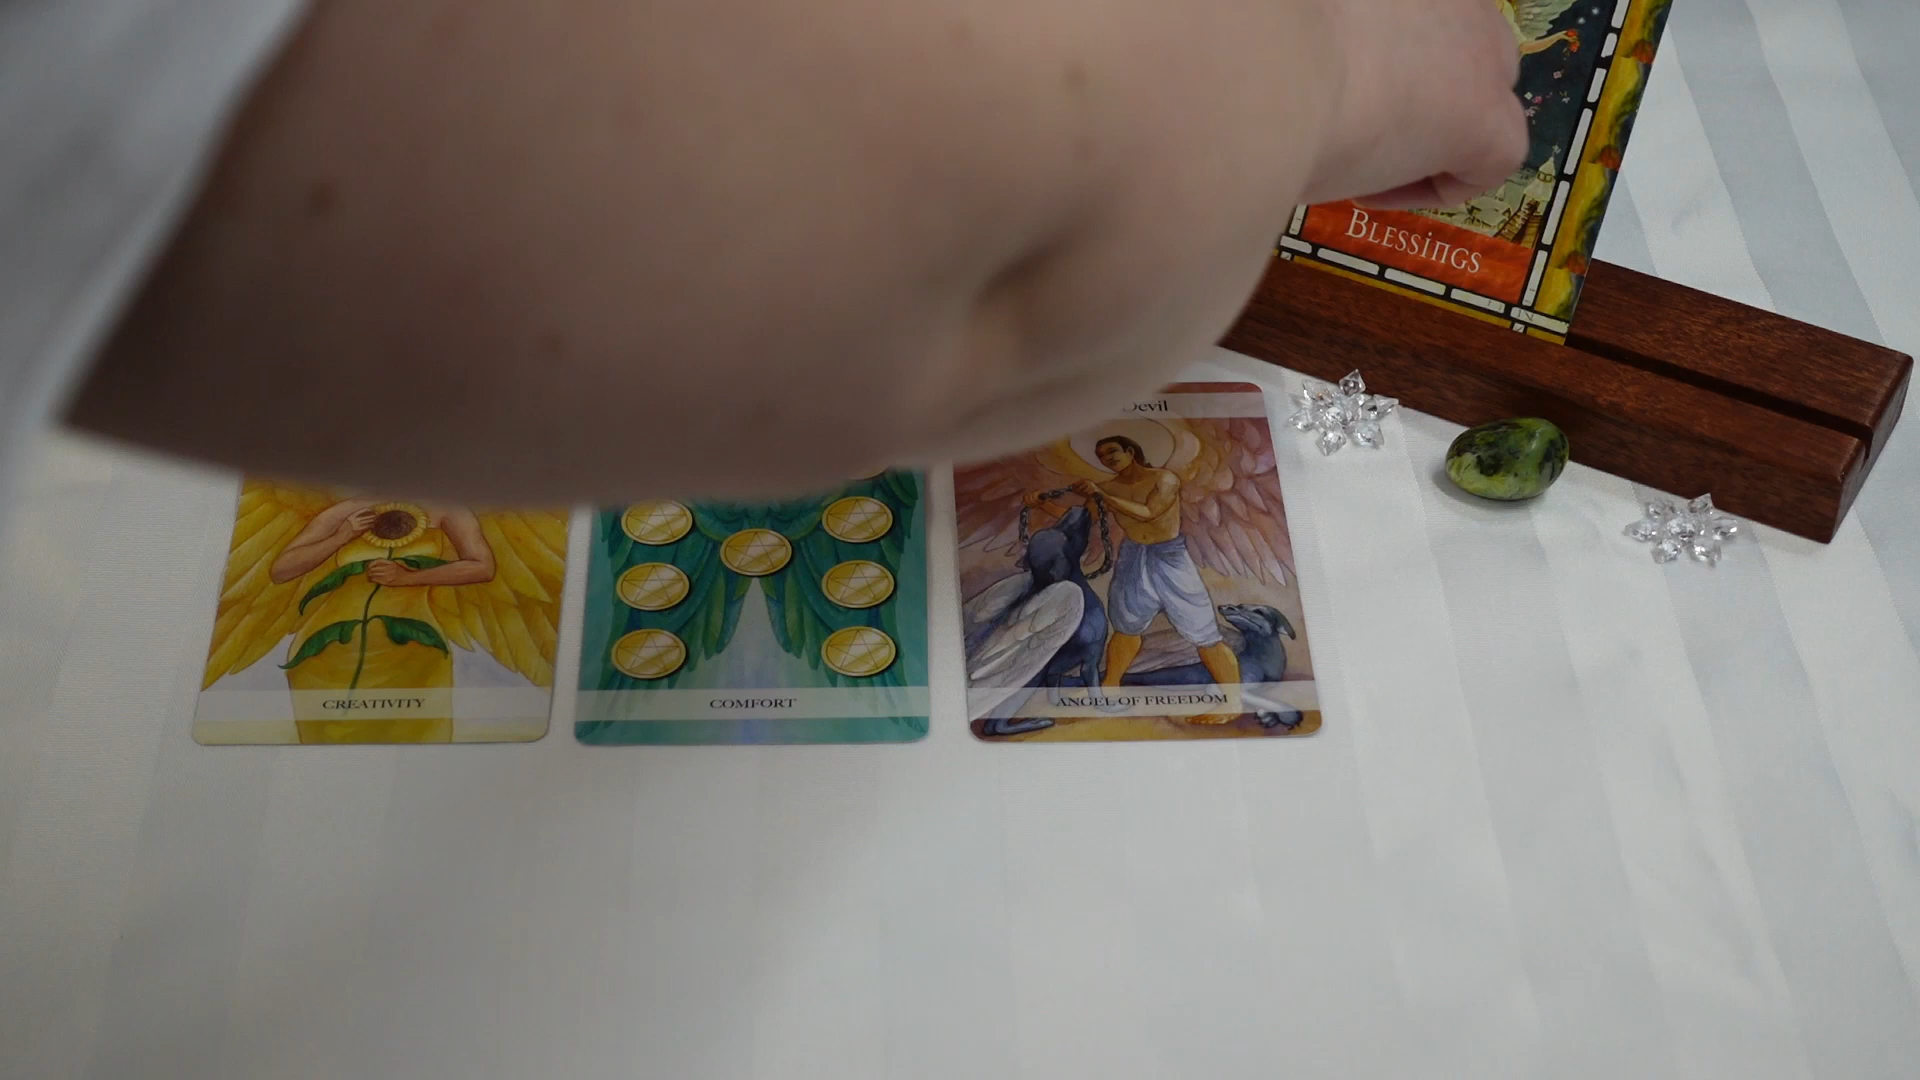 Blessings
Devil
CREATIVITY
COMFORT
ANGEL OF FREEDOM